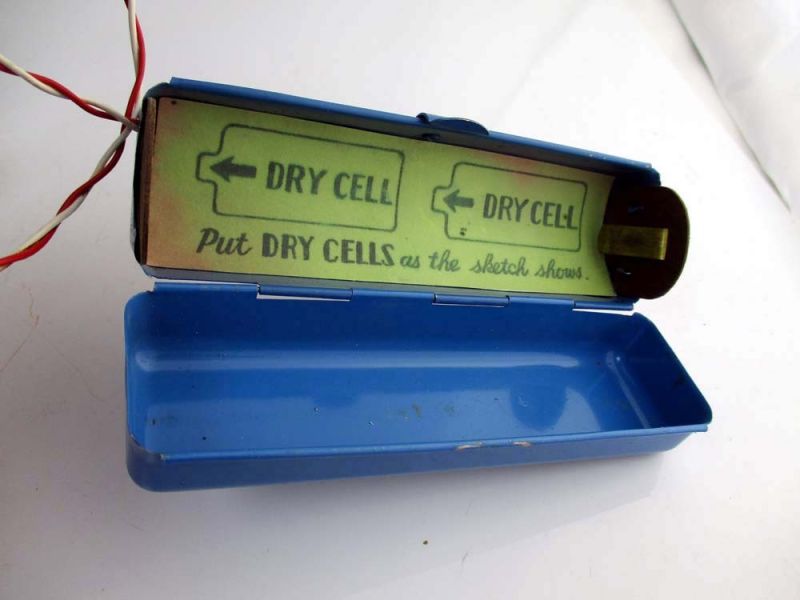 DRY CELL DRY CELL
Put DRY CELLS as the sketch shows.